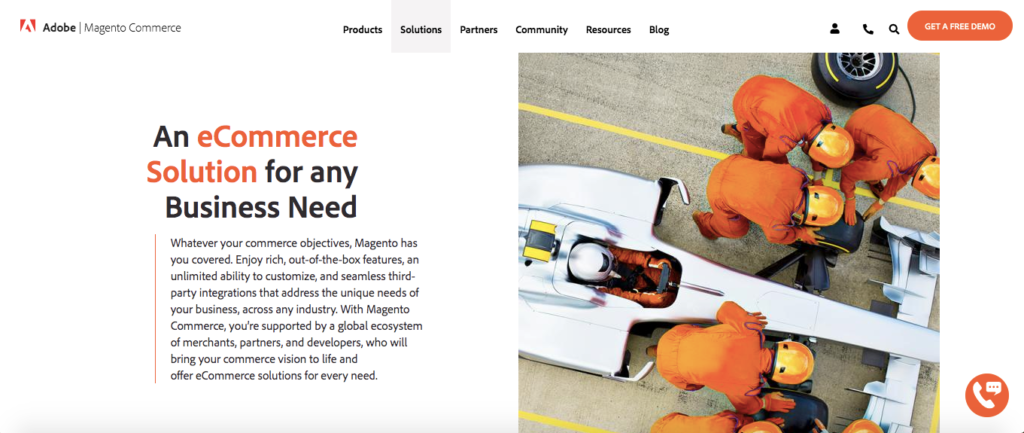 Adobe | Magento Commerce
Products Solutions Partners Community Resources Blog
GET A FREE DEMO
An eCommerce
Solution for any
Business Need
Whatever your commerce objectives, Magento has
you covered. Enjoy rich, out-of-the-box features, an
unlimited ability to customize, and seamless third-
party integrations that address the unique needs of
your business, across any industry. With Magento
Commerce, you're supported by a global ecosystem
of merchants, partners, and developers, who will
bring your commerce vision to life and
offer eCommerce solutions for every need.